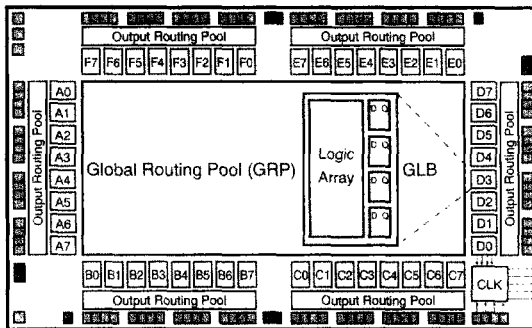 Output Routing Pool Output Routing Pool
F7 F6 F5 F4 F3 F2 F1 F0 E7 E6 E5 E4 E3 E2 E1 E0
Output Routing Pool
A0
A1
A2
A3
A4
A5
A6
A7
Global Routing Pool (GRP)
Logic
Array
GLB
D7
D6
D5
D4
D3
D2
D1
D0
Output Routing Pool
CLK
B0 B1 B2 B3 B4 B5 B6 B7 C0 C1 C2 C3 C4 C5 C6 C7
Output Routing Pool Output Routing Pool